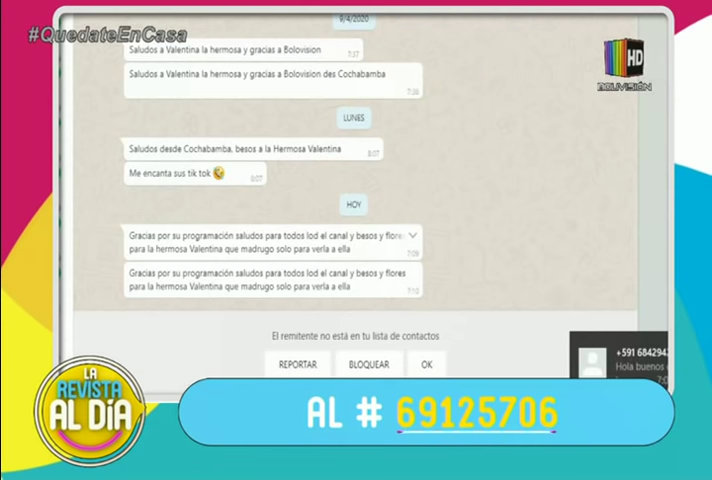 #QuedateEnCasa
9/4/2020
Saludos a Valentina la hermosa y gracias a Bolovision
7:37
Saludos a Valentina la hermosa y gracias a Bolovision des Cochabamba
7:38
HD
BOLIVISIÓN
LUNES
Saludos desde Cochabamba, besos a la Hermosa Valentina
8:07
Me encanta sus tik tok
8:07
HOY
Gracias por su programación saludos para todos lod el canal y besos y flore
para la hermosa Valentina que madrugo solo para verla a ella
7:09
Gracias por su programación saludos para todos lod el canal y besos y flores
para la hermosa Valentina que madrugo solo para verla a ella
7:10
El remitente no está en tu lista de contactos
REPORTAR
BLOQUEAR
OK
+591 6842942
Hola buenos
LA
REVISTA
AL DÍA
AL # 69125706